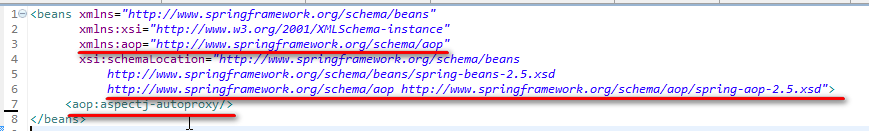 1 <beans xmlns="http://www.springframework.org/schema/beans"
2 xmlns:xsi="http://www.w3.org/2001/XMLSchema-instance"
3 xmlns:aop="http://www.springframework.org/schema/aop"
4 xsi:schemaLocation="http://www.springframework.org/schema/beans
5 http://www.springframework.org/schema/beans/spring-beans-2.5.xsd
6 http://www.springframework.org/schema/aop http://www.springframework.org/schema/aop/spring-aop-2.5.xsd">
7 <aop:aspectj-autoproxy/>
8 </beans>